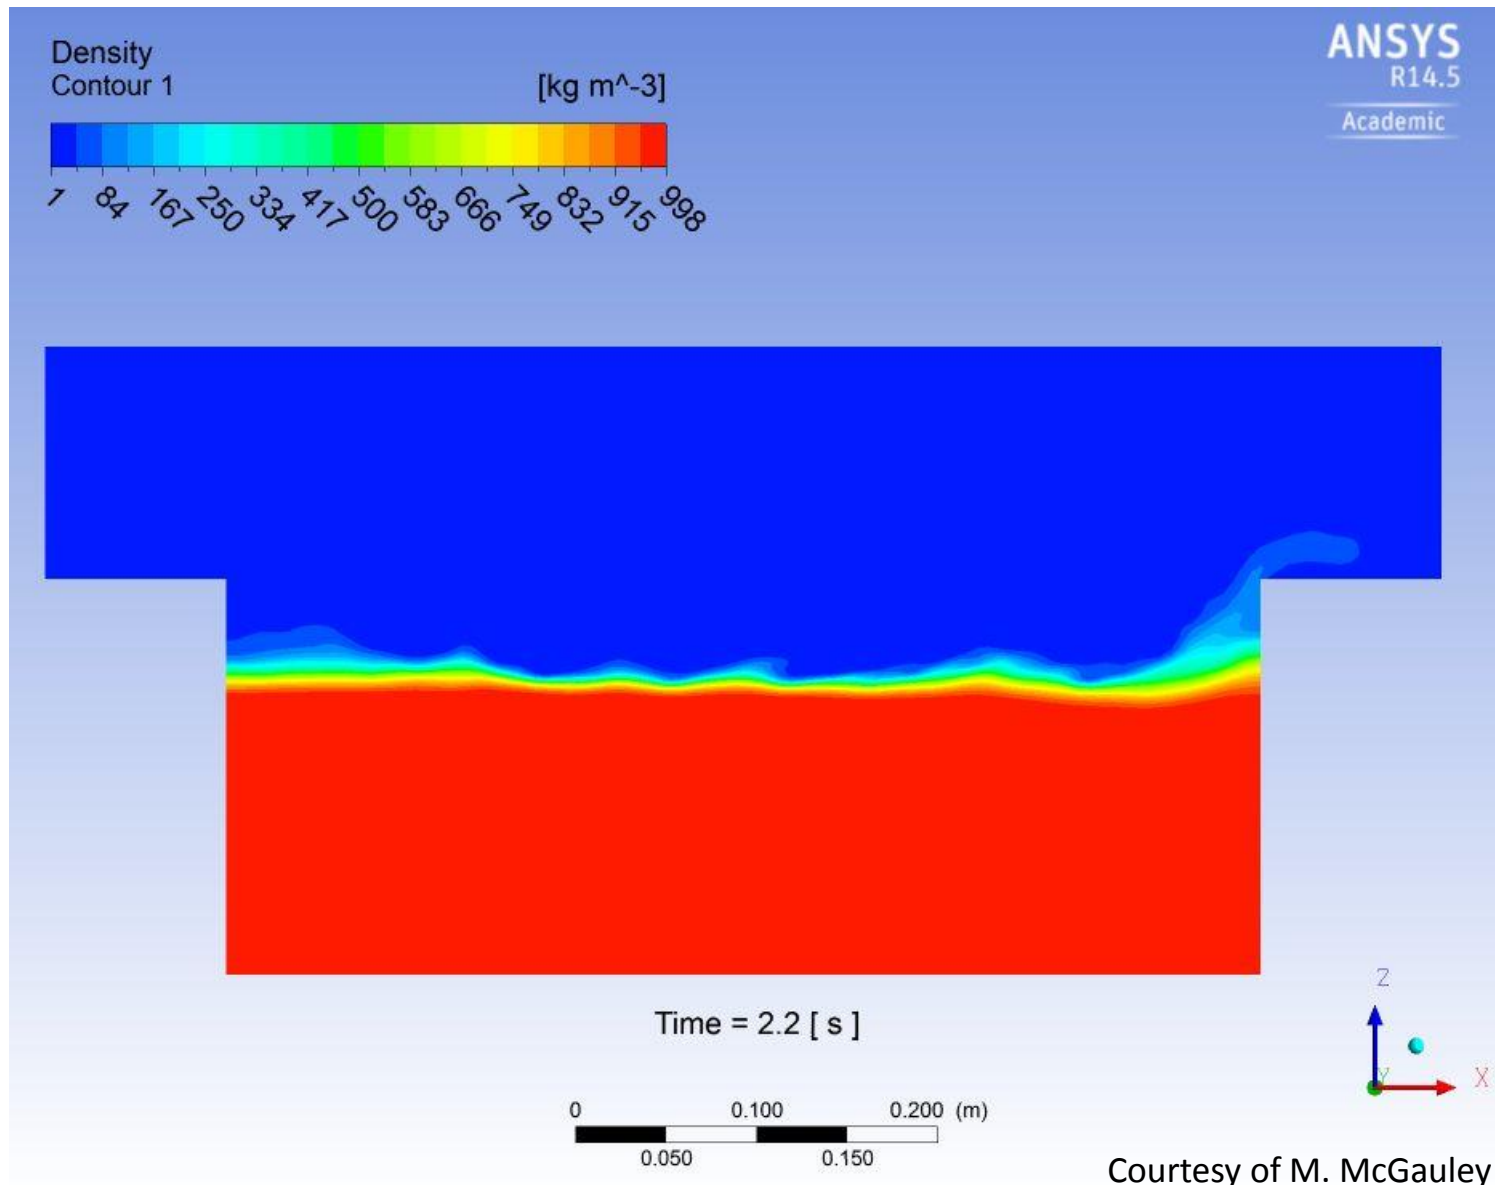 Density
Contour 1
[kg m^-3]
1 84 167 250 334 417 500 583 666 749 832 915 998
ANSYS
R14.5
Academic
Time = 2.2 [ s ]
0 0.100 0.200 (m)
0.050 0.150
Z
Y
X
Courtesy of M. McGauley